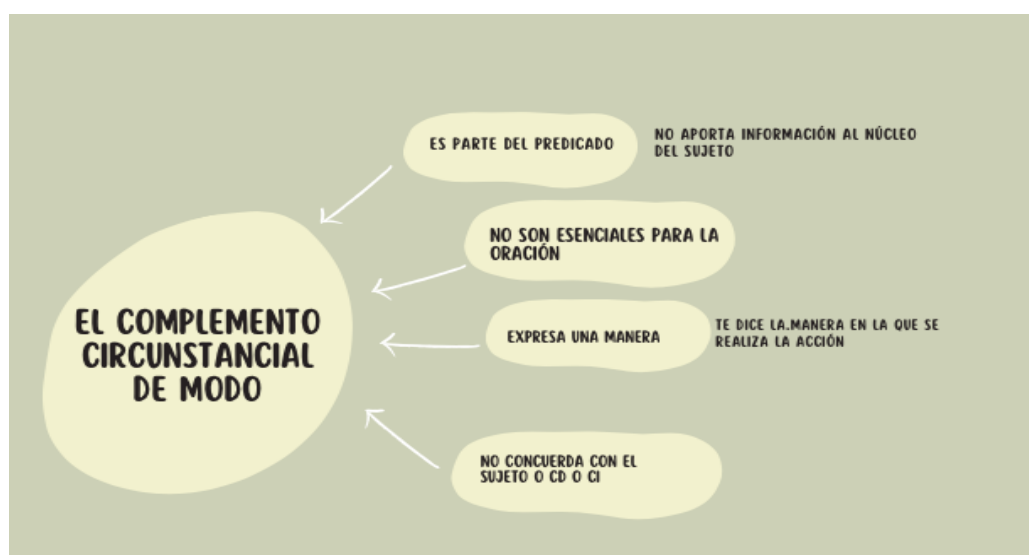 ES PARTE DEL PREDICADO
NO APORTA INFORMACIÓN AL NÚCLEO
DEL SUJETO
NO SON ESENCIALES PARA LA
ORACIÓN
EL COMPLEMENTO
CIRCUNSTANCIAL
DE MODO
EXPRESA UNA MANERA
TE DICE LA.MANERA EN LA QUE SE
REALIZA LA ACCIÓN
NO CONCUERDA CON EL
SUJETO O CD O CI